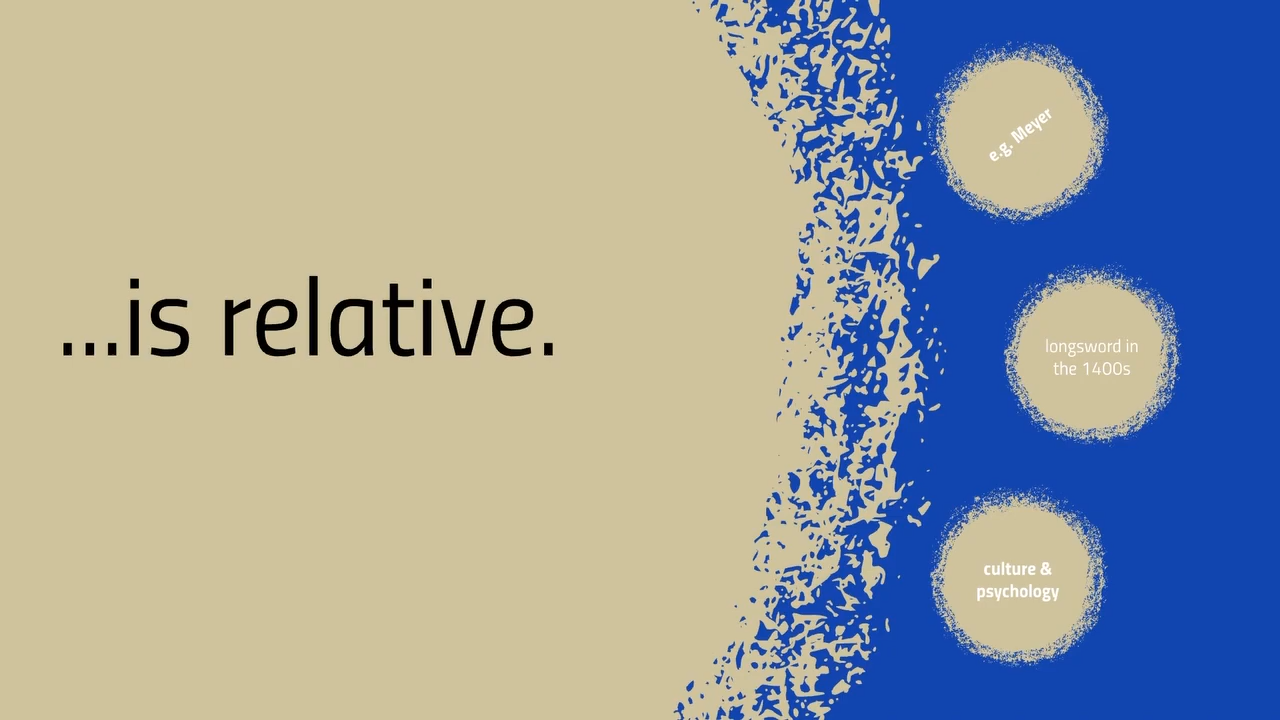 ...is relative.
e.g. Meyer
longsword in
the 1400s
culture &
psychology